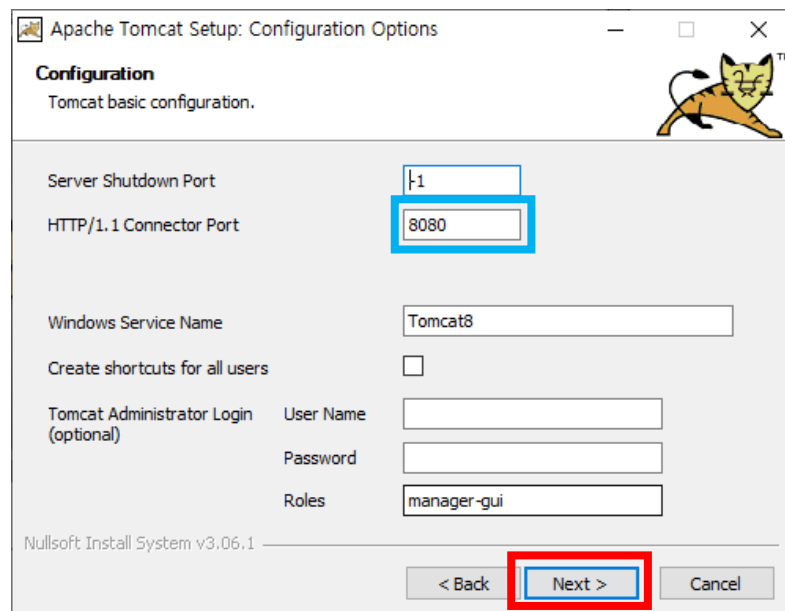 Apache Tomcat Setup: Configuration Options
Configuration
Tomcat basic configuration.
TM
Server Shutdown Port -1
HTTP/1.1 Connector Port 8080
Windows Service Name Tomcat8
Create shortcuts for all users
Tomcat Administrator Login User Name
(optional)
Password
Roles manager-gui
Nullsoft Install System v3.06.1
< Back Next > Cancel